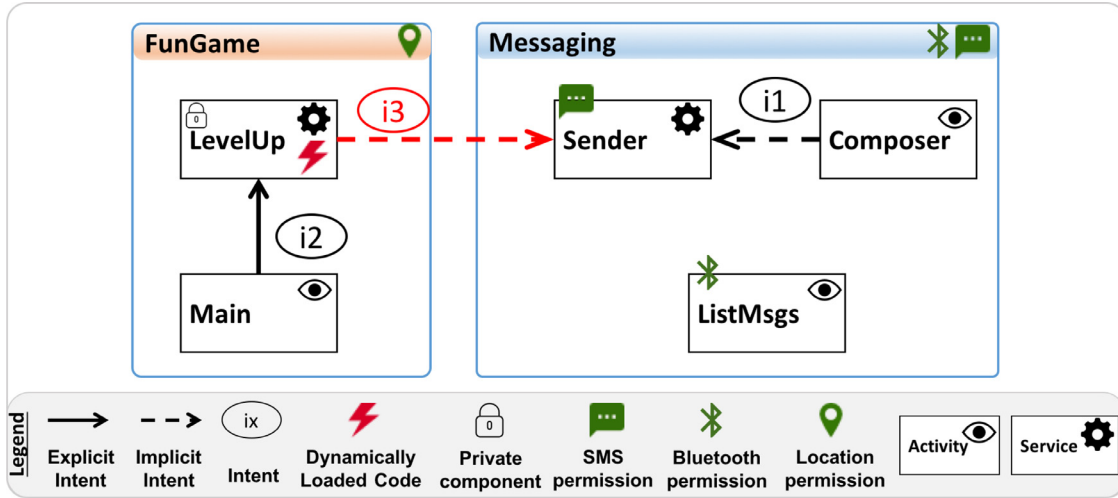 FunGame
Messaging
LevelUp
i3
Sender
i1
Composer
i2
Main
ListMsgs
Legend
Explicit
Intent
Implicit
Intent
ix
Intent
Dynamically
Loaded Code
0
Private
component
SMS
permission
Bluetooth
permission
Location
permission
Activity
Service